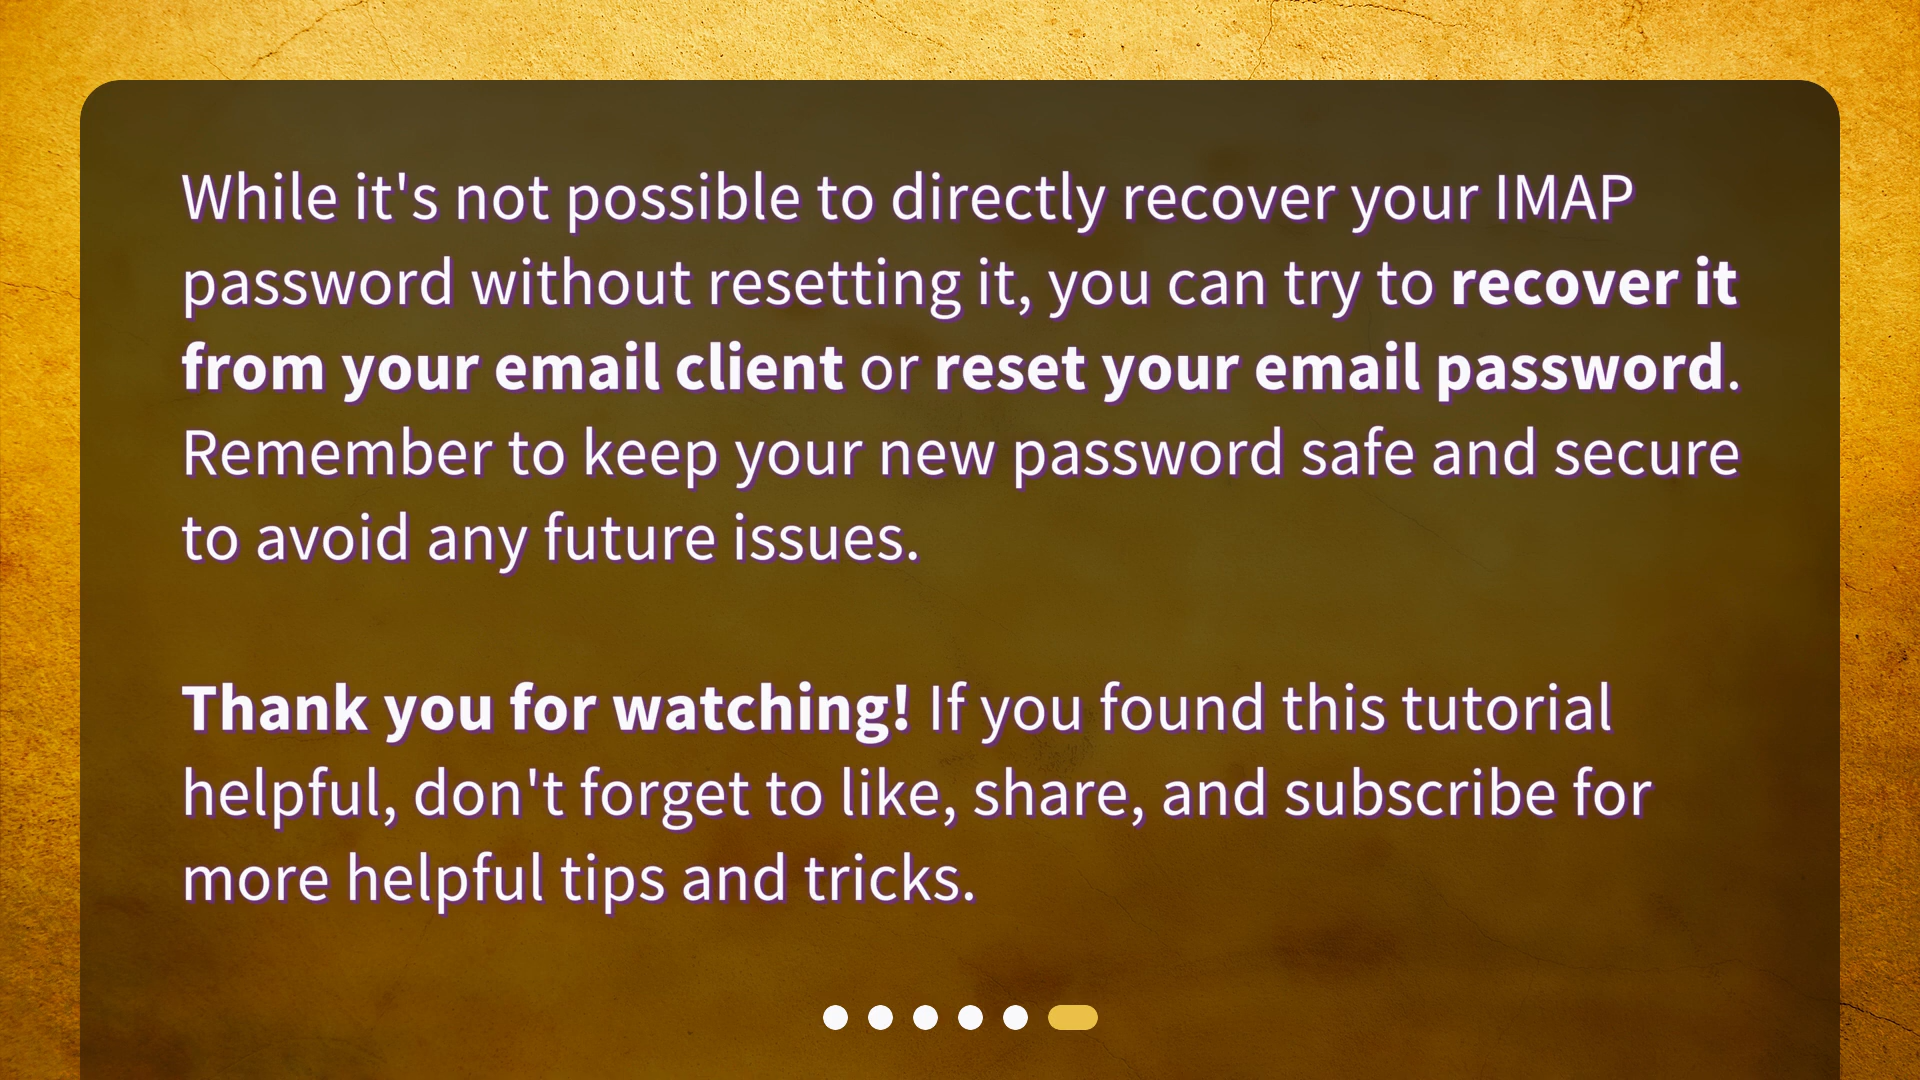 While it's not possible to directly recover your IMAP
password without resetting it, you can try to recover it
from your email client or reset your email password.
Remember to keep your new password safe and secure
to avoid any future issues.
Thank you for watching! If you found this tutorial
helpful, don't forget to like, share, and subscribe for
more helpful tips and tricks.